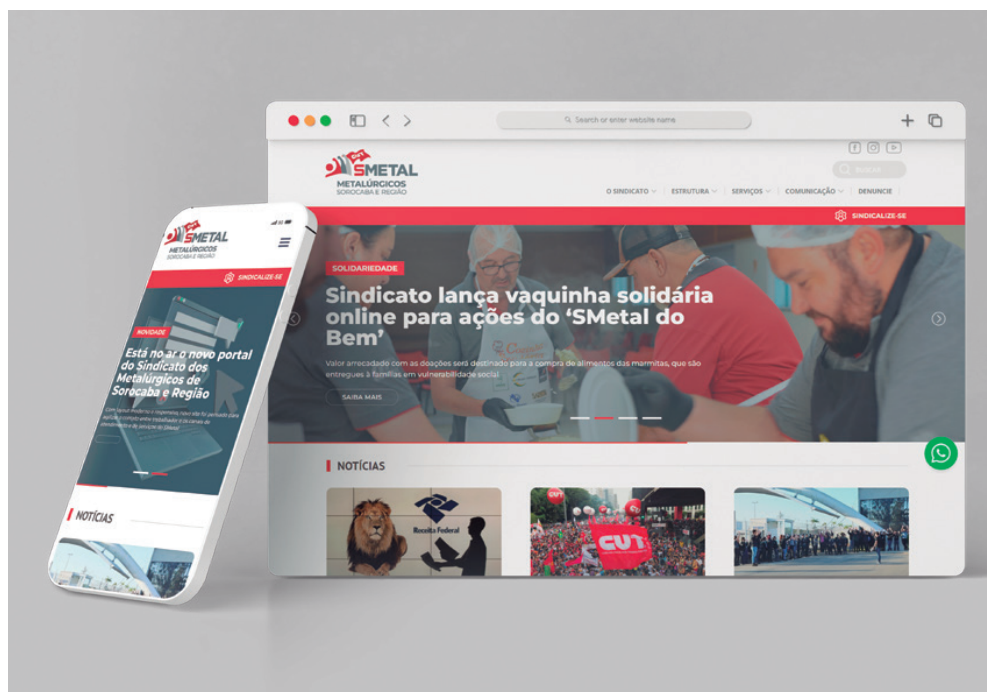 Search or enter website name
CUT
SMETAL
METALÚRGICOS
SOROCABA E REGIÃO
BUSCAR
O SINDICATO
ESTRUTURA
SERVIÇOS
COMUNICAÇÃO
DENUNCIE
SINDICALIZE-SE
SOLIDARIEDADE
Sindicato lança vaquinha solidária
online para ações do ‘SMetal do
Bem’
Valor arrecadado com as doações será destinado para a compra de alimentos das marmitas, que são
entregues à famílias em vulnerabilidade social
SAIBA MAIS
NOTÍCIAS
Receita Federal
CUT
SMETAL
METALÚRGICOS
SOROCABA E REGIÃO
SINDICALIZE-SE
NOVIDADE
Está no ar o novo portal
do Sindicato dos
Metalúrgicos de
Sorocaba e Região
NOTÍCIAS